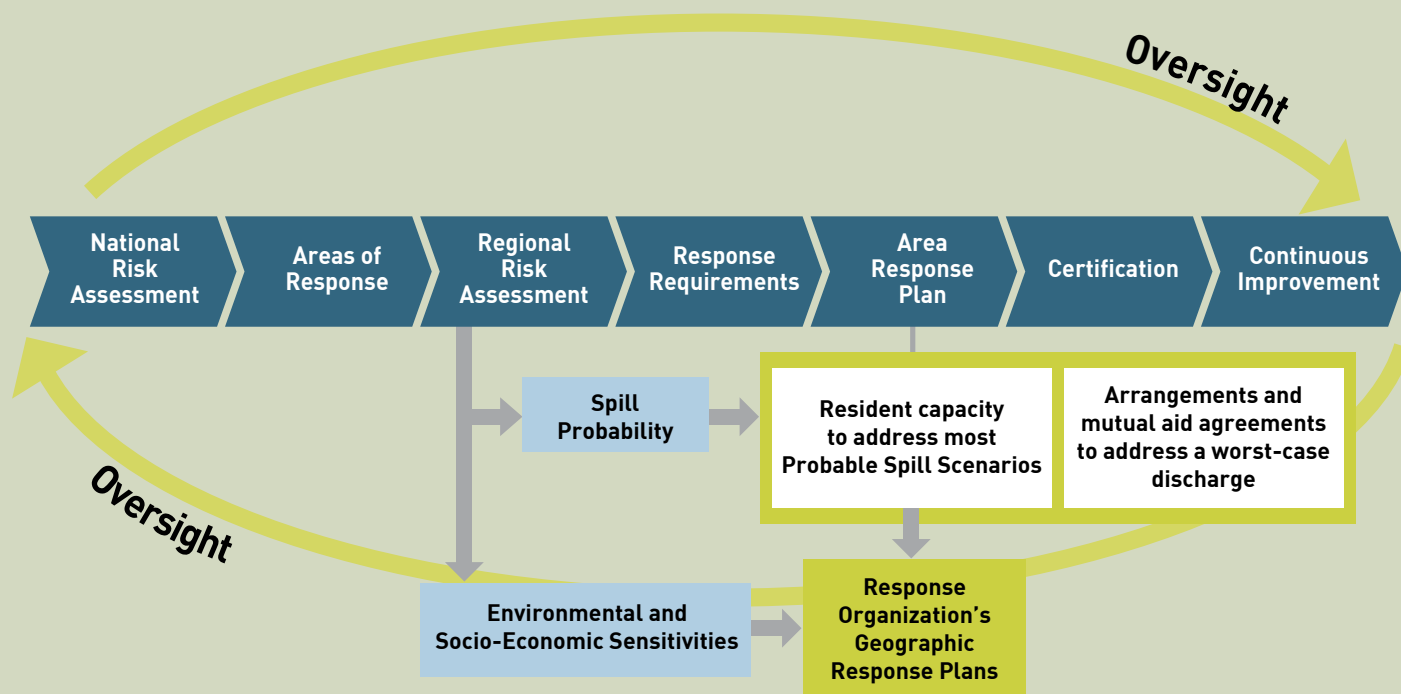 Oversight
National
Risk
Assessment
Areas of
Response
Regional
Risk
Assessment
Response
Requirements
Area
Response
Plan
Certification
Continuous
Improvement
Spill
Probability
Resident capacity
to address most
Probable Spill Scenarios
Arrangements and
mutual aid agreements
to address a worst-case
discharge
Oversight
Environmental and
Socio-Economic Sensitivities
Response
Organization’s
Geographic
Response Plans